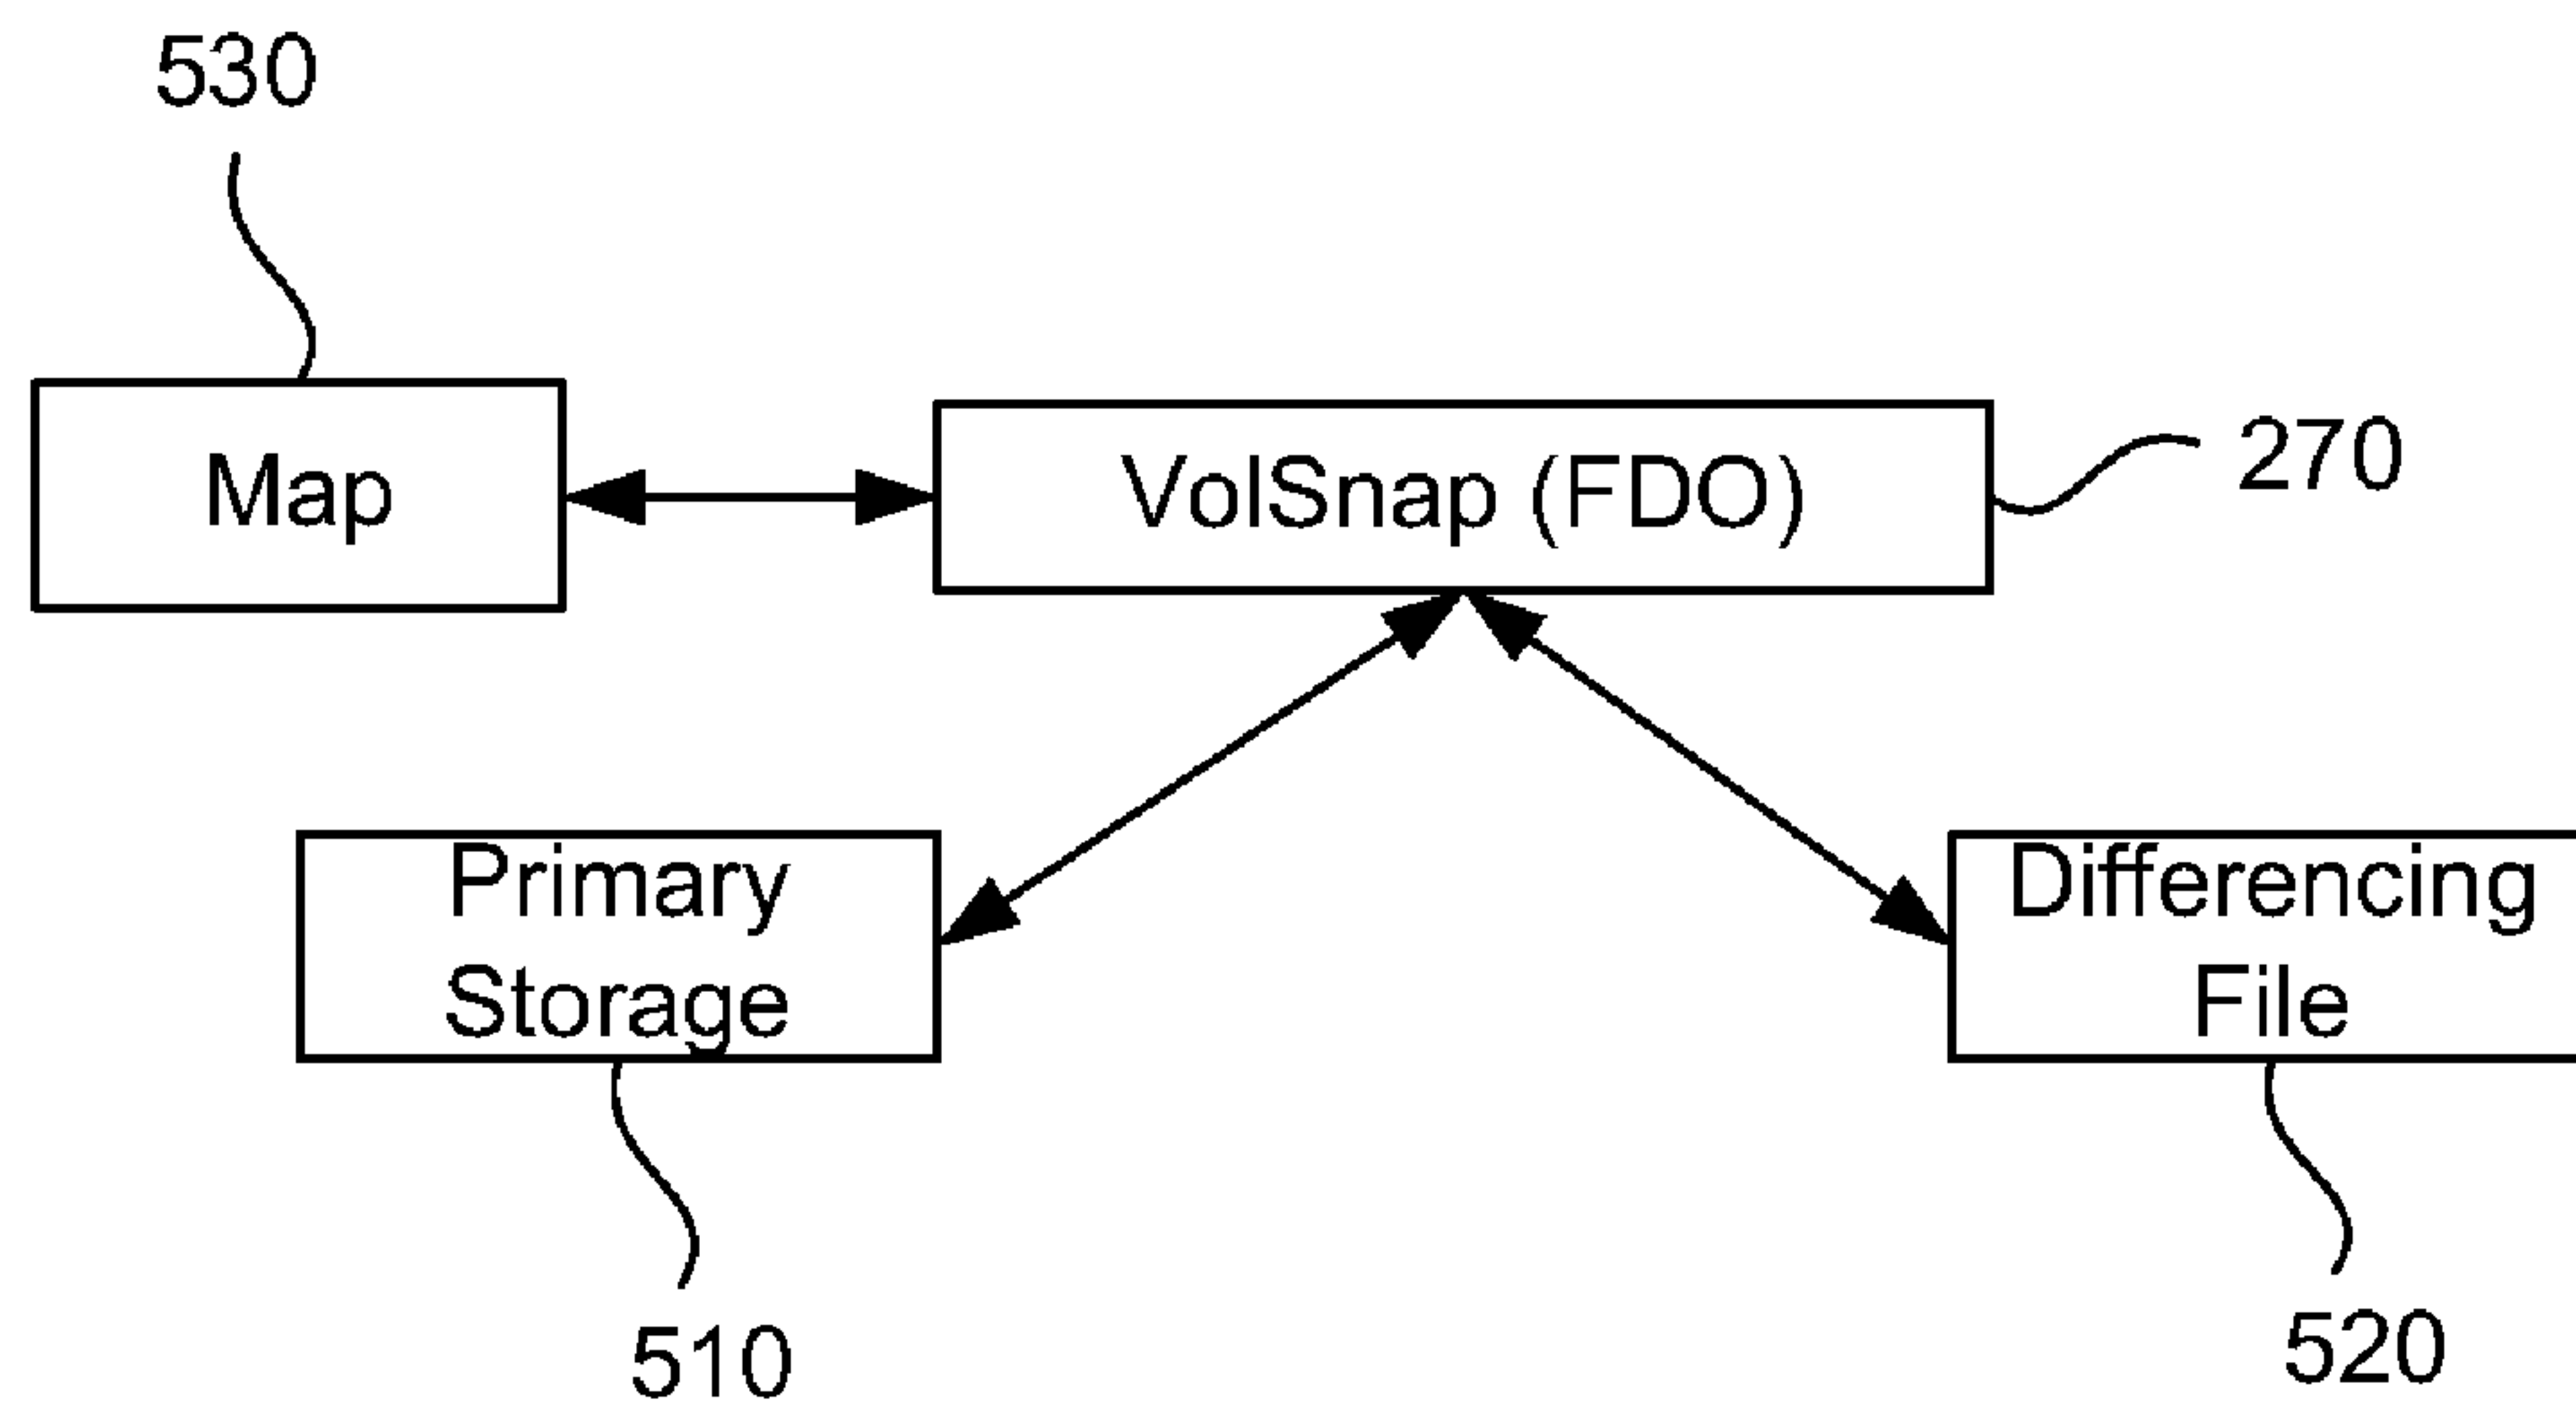 530
Map
VolSnap (FDO)
270
Primary
Storage
Differencing
File
510
520